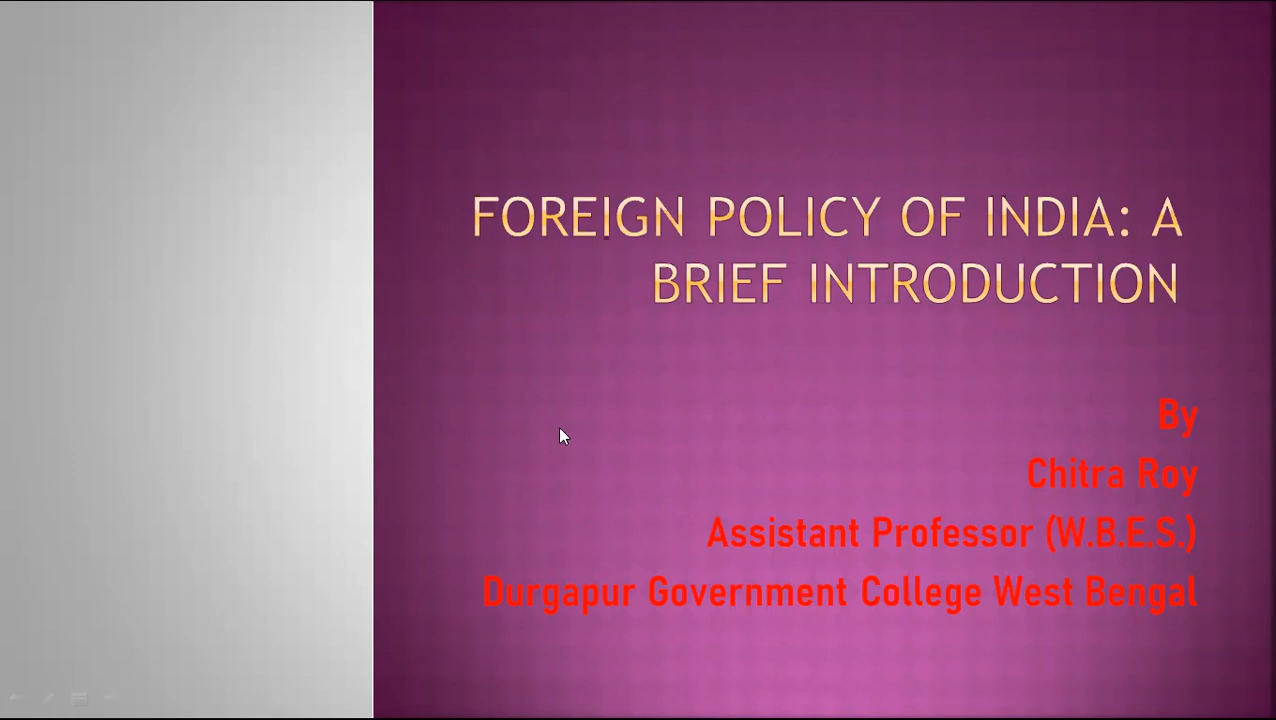 FOREIGN POLICY OF INDIA: A
BRIEF INTRODUCTION
By
Chitra Roy
Assistant Professor (W.B.E.S.)
Durgapur Government College West Bengal